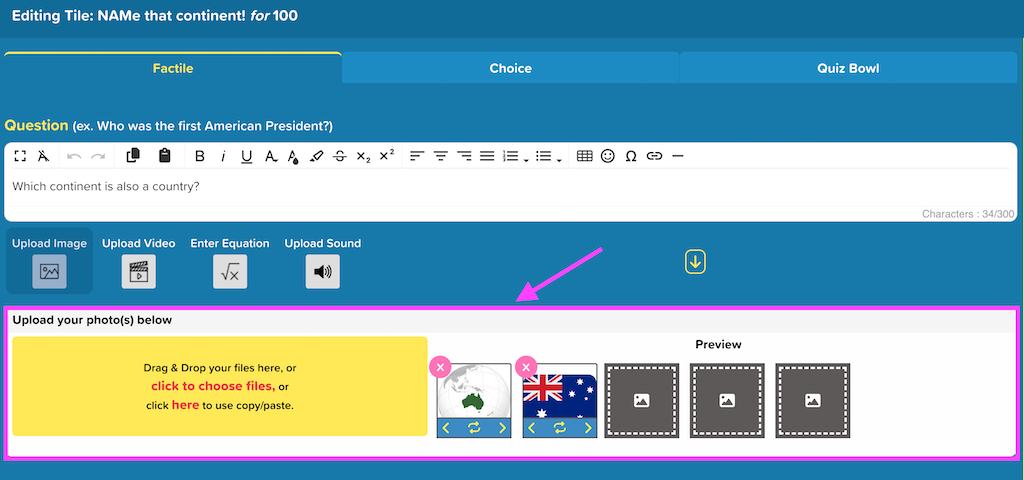 Editing Tile: NAMe that continent! for 100
Factile
Choice
Quiz Bowl
Question (ex. Who was the first American President?)
B i U A A S x₂ x² Ω
Which continent is also a country?
Characters : 34/300
Upload Image
Upload Video
Enter Equation
Upload Sound
√x
Upload your photo(s) below
Preview
Drag & Drop your files here, or
click to choose files, or
click here to use copy/paste.
X
X